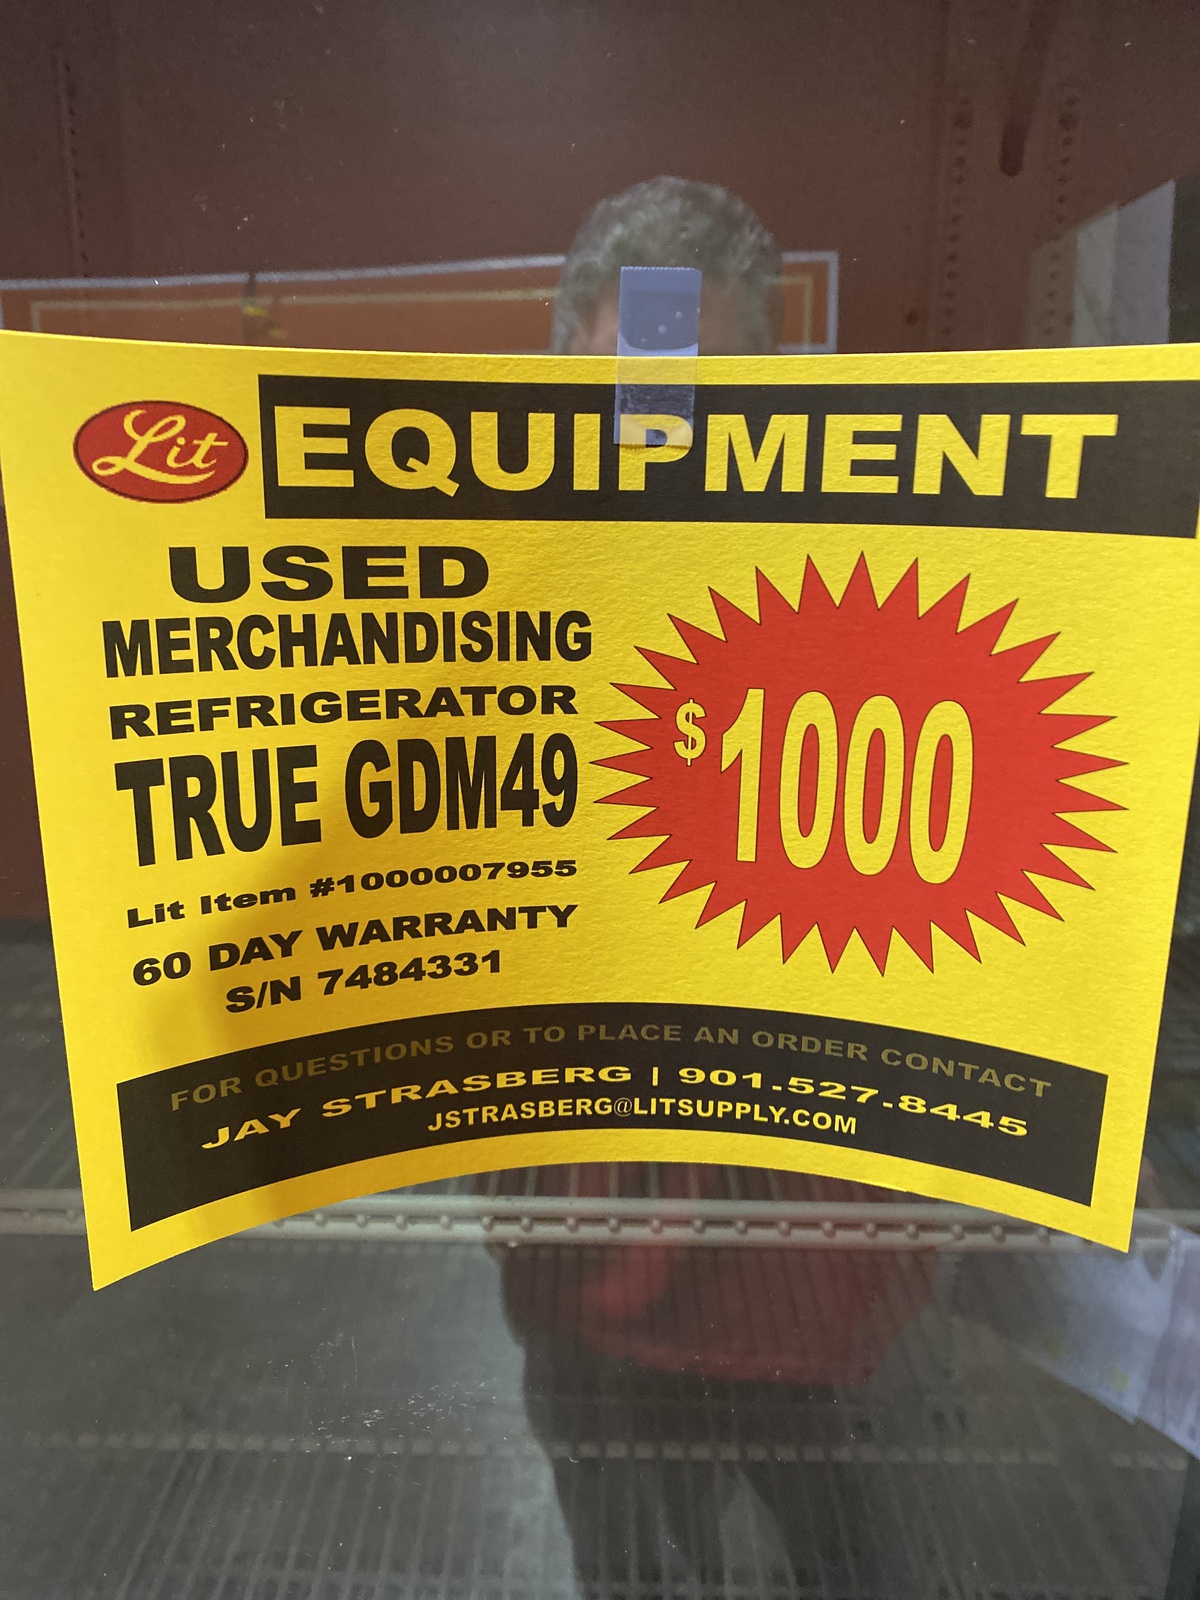 Lit EQUIPMENT
USED
MERCHANDISING
REFRIGERATOR
TRUE GDM49
Lit Item #1000007955
60 DAY WARRANTY
S/N 7484331
$1000
FOR QUESTIONS OR TO PLACE AN ORDER CONTACT
JAY STRASBERG | 901.527.8445
JSTRASBERG@LITSUPPLY.COM